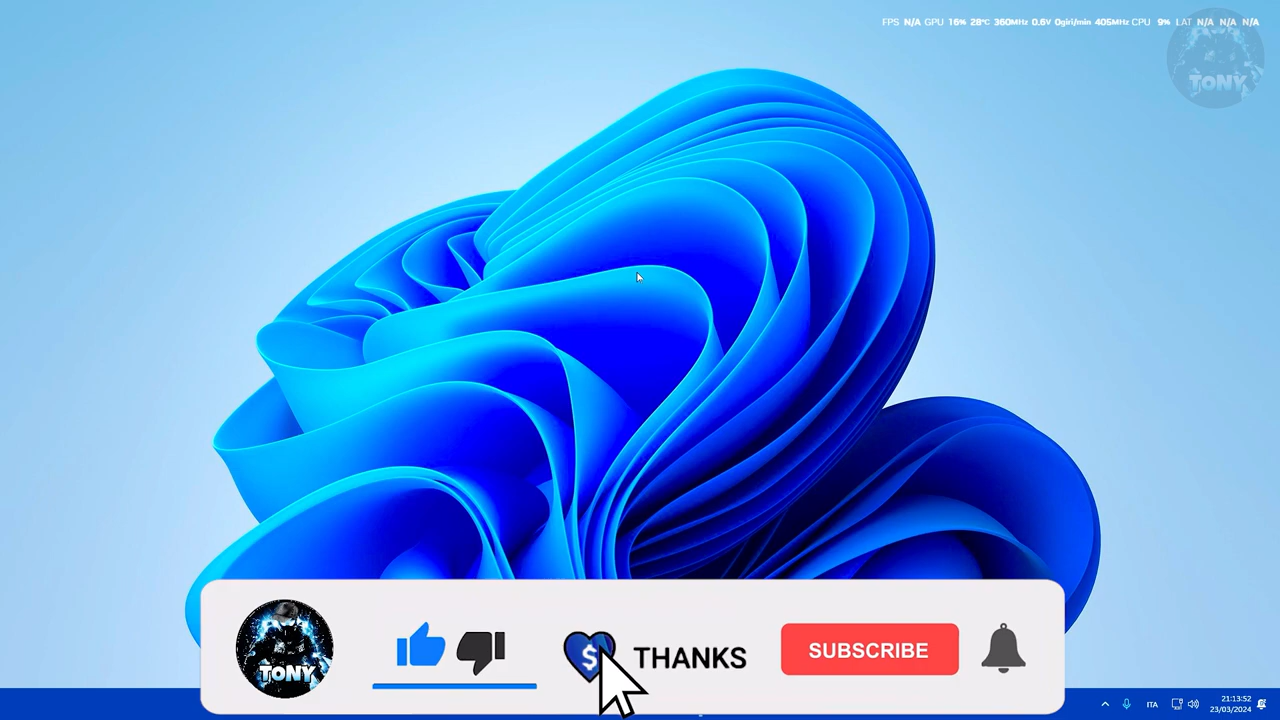 FPS N/A GPU 16% 28°C 360MHz 0.6V 0giri/min 405MHz CPU 9% LAT N/A N/A N/A
TONY
TONY
$ THANKS
SUBSCRIBE
ITA
21:13:52
23/03/2024